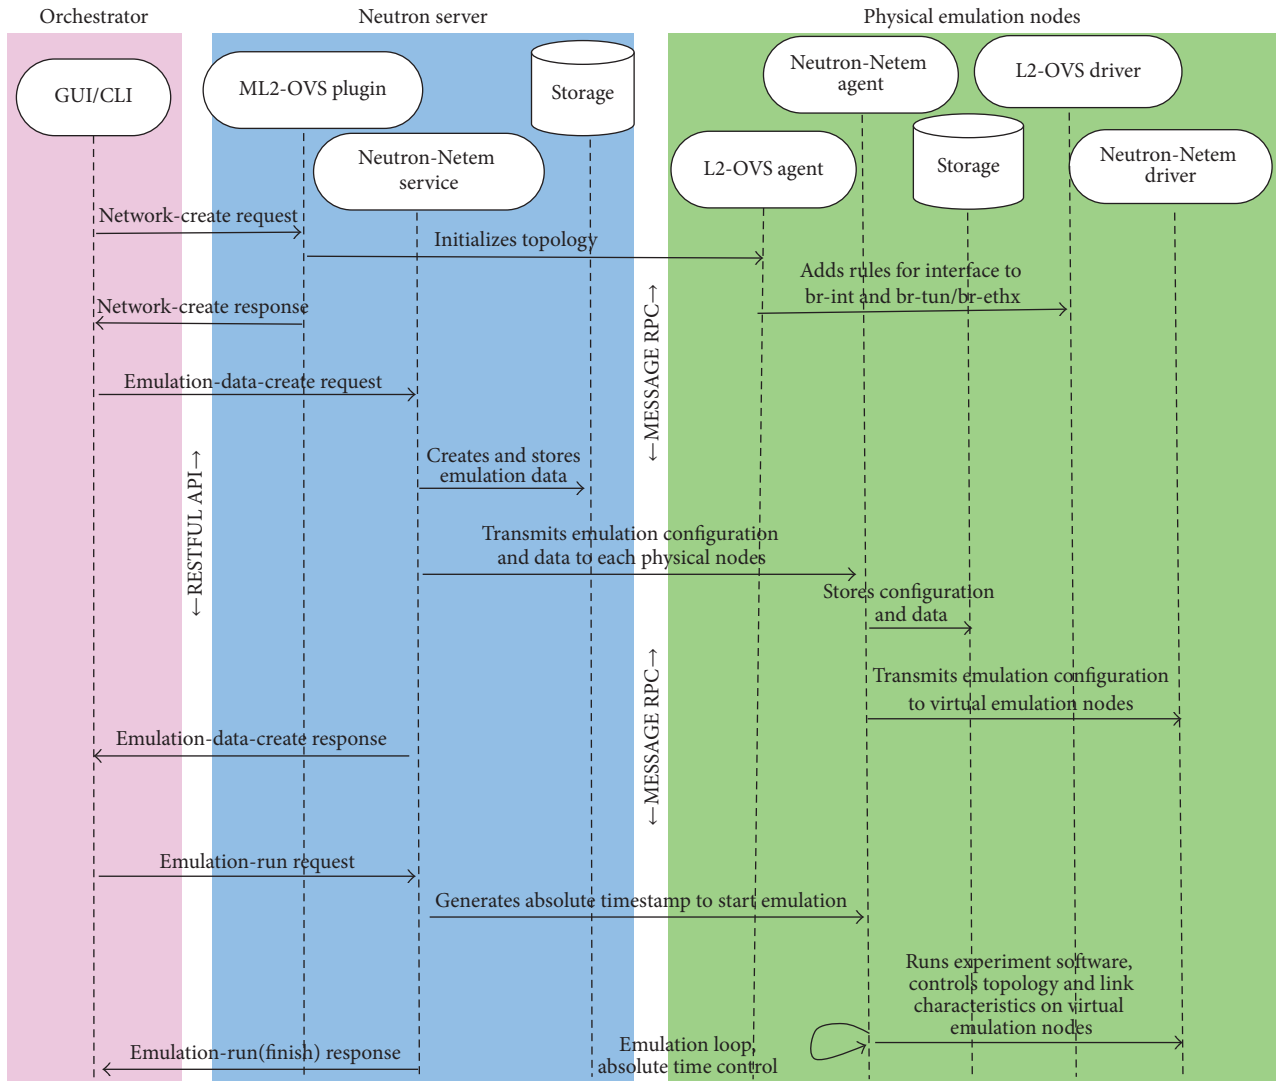 Orchestrator
Neutron server
Physical emulation nodes
GUI/CLI
ML2-OVS plugin
Storage
Neutron-Netem
service
Neutron-Netem
agent
L2-OVS driver
L2-OVS agent
Storage
Neutron-Netem
driver
Network-create request
Initializes topology
Adds rules for interface to
br-int and br-tun/br-ethx
Network-create response
←MESSAGE RPC→
Emulation-data-create request
Creates and stores
emulation data
←RESTFUL API→
Transmits emulation configuration
and data to each physical nodes
Stores configuration
and data
←MESSAGE RPC→
Transmits emulation configuration
to virtual emulation nodes
Emulation-data-create response
Emulation-run request
Generates absolute timestamp to start emulation
Runs experiment software,
controls topology and link
characteristics on virtual
emulation nodes
Emulation loop,
absolute time control
Emulation-run(finish) response